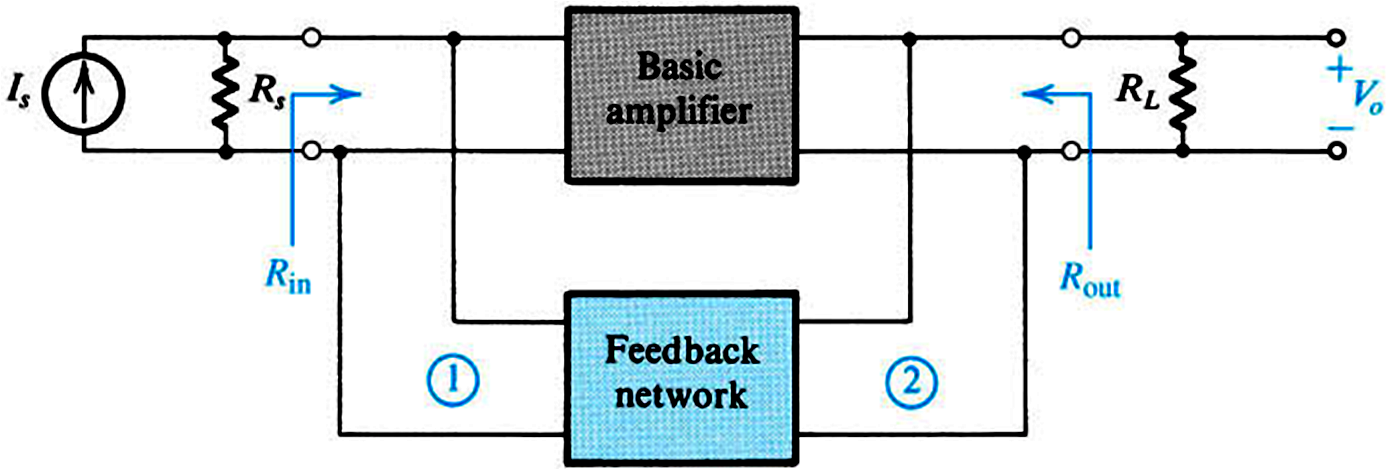 Is
Rs
Rin
Basic
amplifier
Rout
RL
+
Vo
−
Feedback
network
1
2